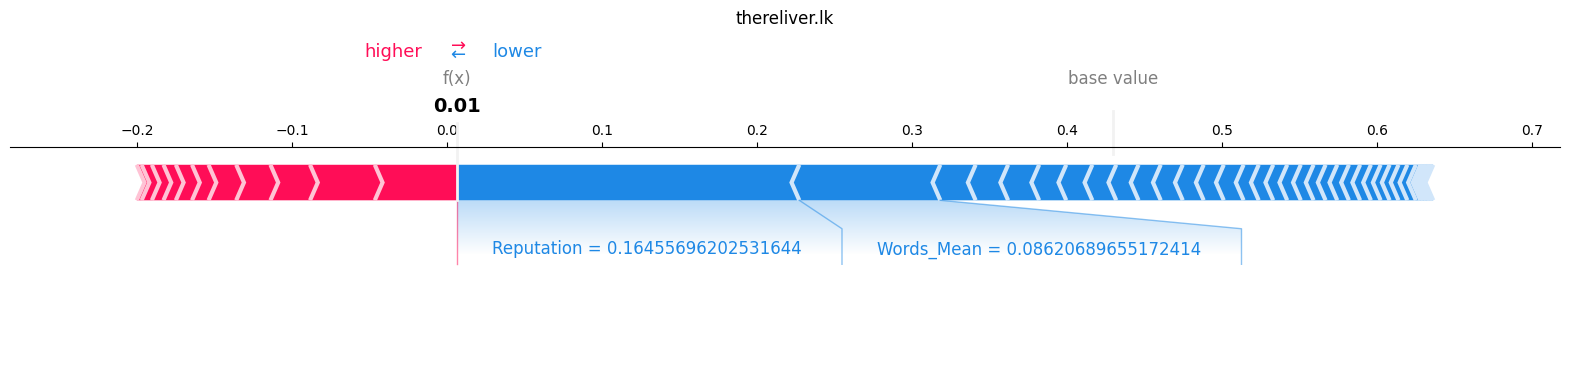 thereliver.lk
higher ⇄ lower
f(x) base value
0.01
−0.2 −0.1 0.0 0.1 0.2 0.3 0.4 0.5 0.6 0.7
Reputation = 0.16455696202531644 Words_Mean = 0.08620689655172414